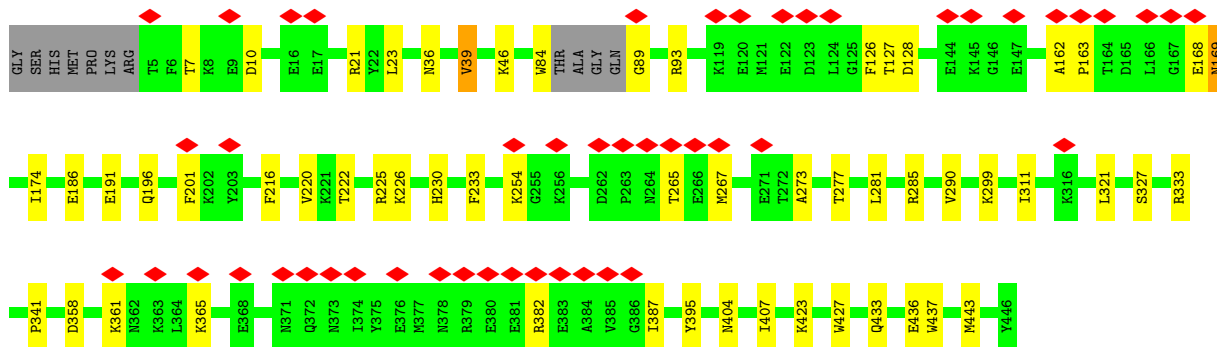 GLY SER HIS MET PRO LYS ARG T5 F6 T7 K8 E9 D10 E16 E17 R21 Y22 L23 N36 V39 K46 W84 THR ALA GLY GLN G89 R93 K119 E120 M121 E122 D123 L124 G125 F126 T127 D128 E144 K145 G146 E147 A162 P163 T164 D165 L166 G167 E168 N169
I174 E186 E191 Q196 F201 K202 Y203 F216 V220 K221 T222 R225 K226 H230 F233 K254 G255 K256 D262 P263 N264 T265 E266 M267 E271 T272 A273 T277 L281 R285 V290 K299 I311 K316 L321 S327 R333
P341 D358 K361 N362 K363 L364 K365 E368 N371 Q372 N373 I374 Y375 E376 M377 N378 R379 E380 E381 R382 E383 A384 V385 G386 I387 Y395 N404 I407 K423 W427 Q433 E436 W437 M443 Y446